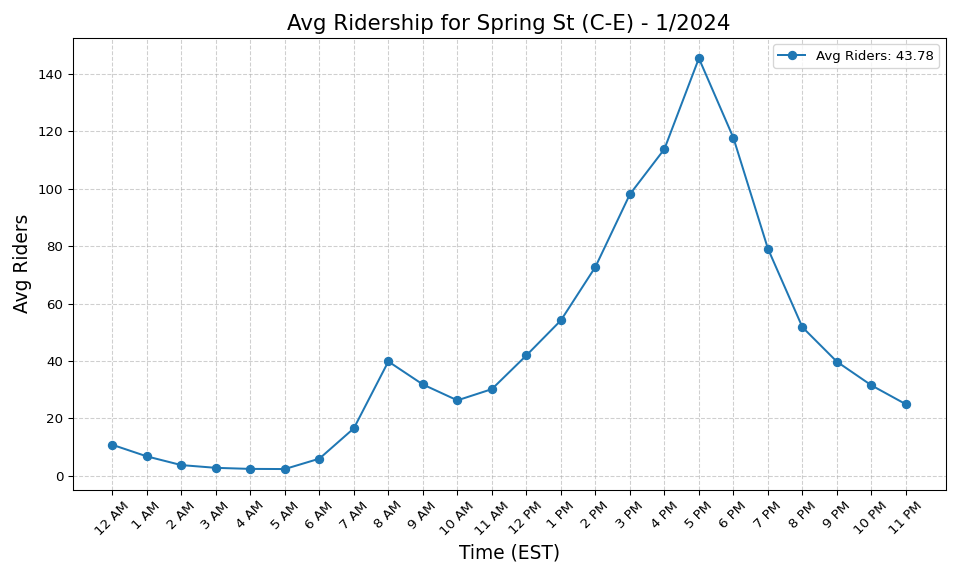 Avg Ridership for Spring St (C-E) - 1/2024
Avg Riders: 43.78
Avg Riders
140
120
100
80
60
40
20
0
12 AM
1 AM
2 AM
3 AM
4 AM
5 AM
6 AM
7 AM
8 AM
9 AM
10 AM
11 AM
12 PM
1 PM
2 PM
3 PM
4 PM
5 PM
6 PM
7 PM
8 PM
9 PM
10 PM
11 PM
Time (EST)